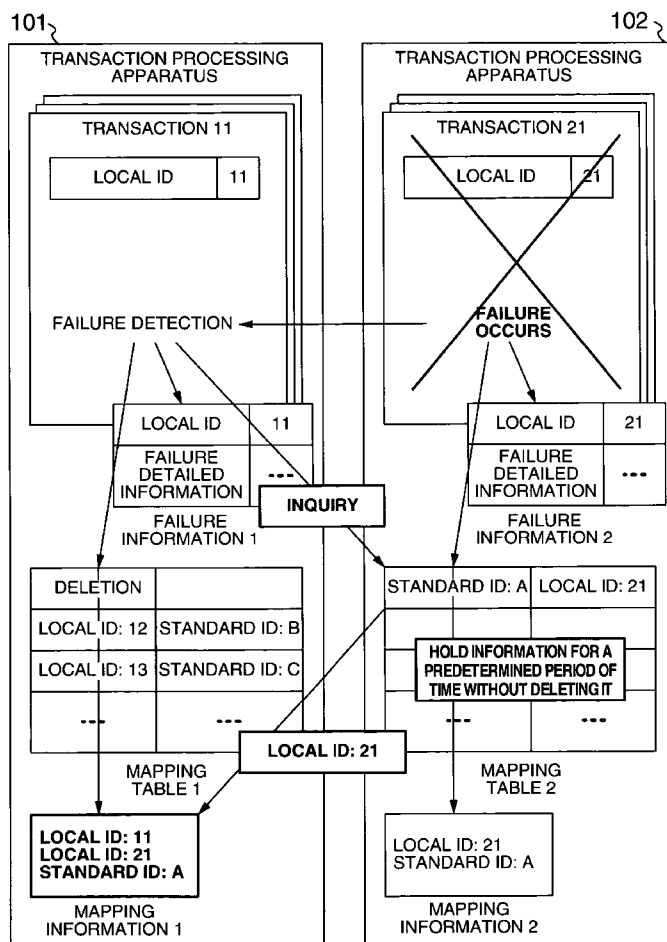 101
TRANSACTION PROCESSING
APPARATUS
TRANSACTION 11
LOCAL ID
11
FAILURE DETECTION
LOCAL ID
11
FAILURE
DETAILED
INFORMATION
---
FAILURE
INFORMATION 1
INQUIRY
DELETION
LOCAL ID: 12
STANDARD ID: B
LOCAL ID: 13
STANDARD ID: C
---
---
MAPPING
TABLE 1
LOCAL ID: 21
LOCAL ID: 11
LOCAL ID: 21
STANDARD ID: A
MAPPING
INFORMATION 1
102
TRANSACTION PROCESSING
APPARATUS
TRANSACTION 21
LOCAL ID
21
FAILURE
OCCURS
LOCAL ID
21
FAILURE
DETAILED
INFORMATION
---
FAILURE
INFORMATION 2
STANDARD ID: A
LOCAL ID: 21
HOLD INFORMATION FOR A
PREDETERMINED PERIOD OF
TIME WITHOUT DELETING IT
---
---
MAPPING
TABLE 2
LOCAL ID: 21
STANDARD ID: A
MAPPING
INFORMATION 2